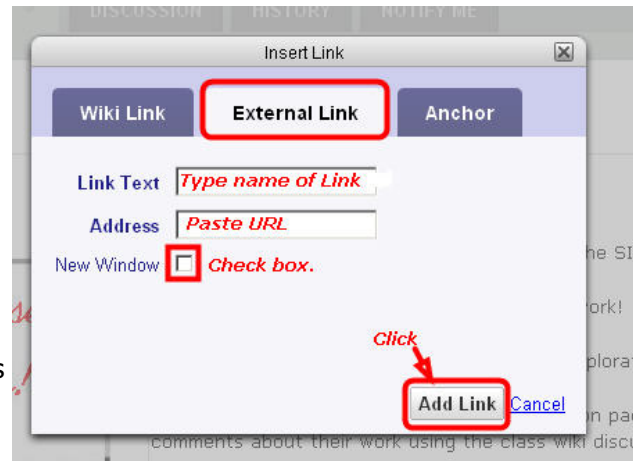 DISCUSSION HISTORY NOTIFY ME
Insert Link
Wiki Link External Link Anchor
Link Text Type name of Link
Address Paste URL
New Window Check box.
he SI
ork!
Click
s
plorat
Add Link Cancel
n pac
comments about their work using the class wiki discu